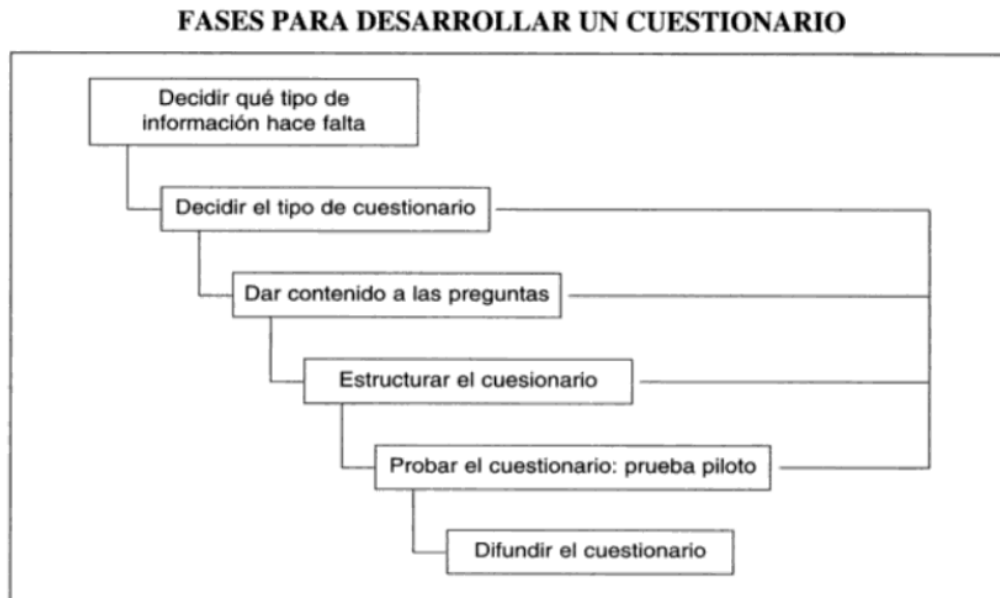 FASES PARA DESARROLLAR UN CUESTIONARIO
Decidir qué tipo de
información hace falta
Decidir el tipo de cuestionario
Dar contenido a las preguntas
Estructurar el cuesionario
Probar el cuestionario: prueba piloto
Difundir el cuestionario